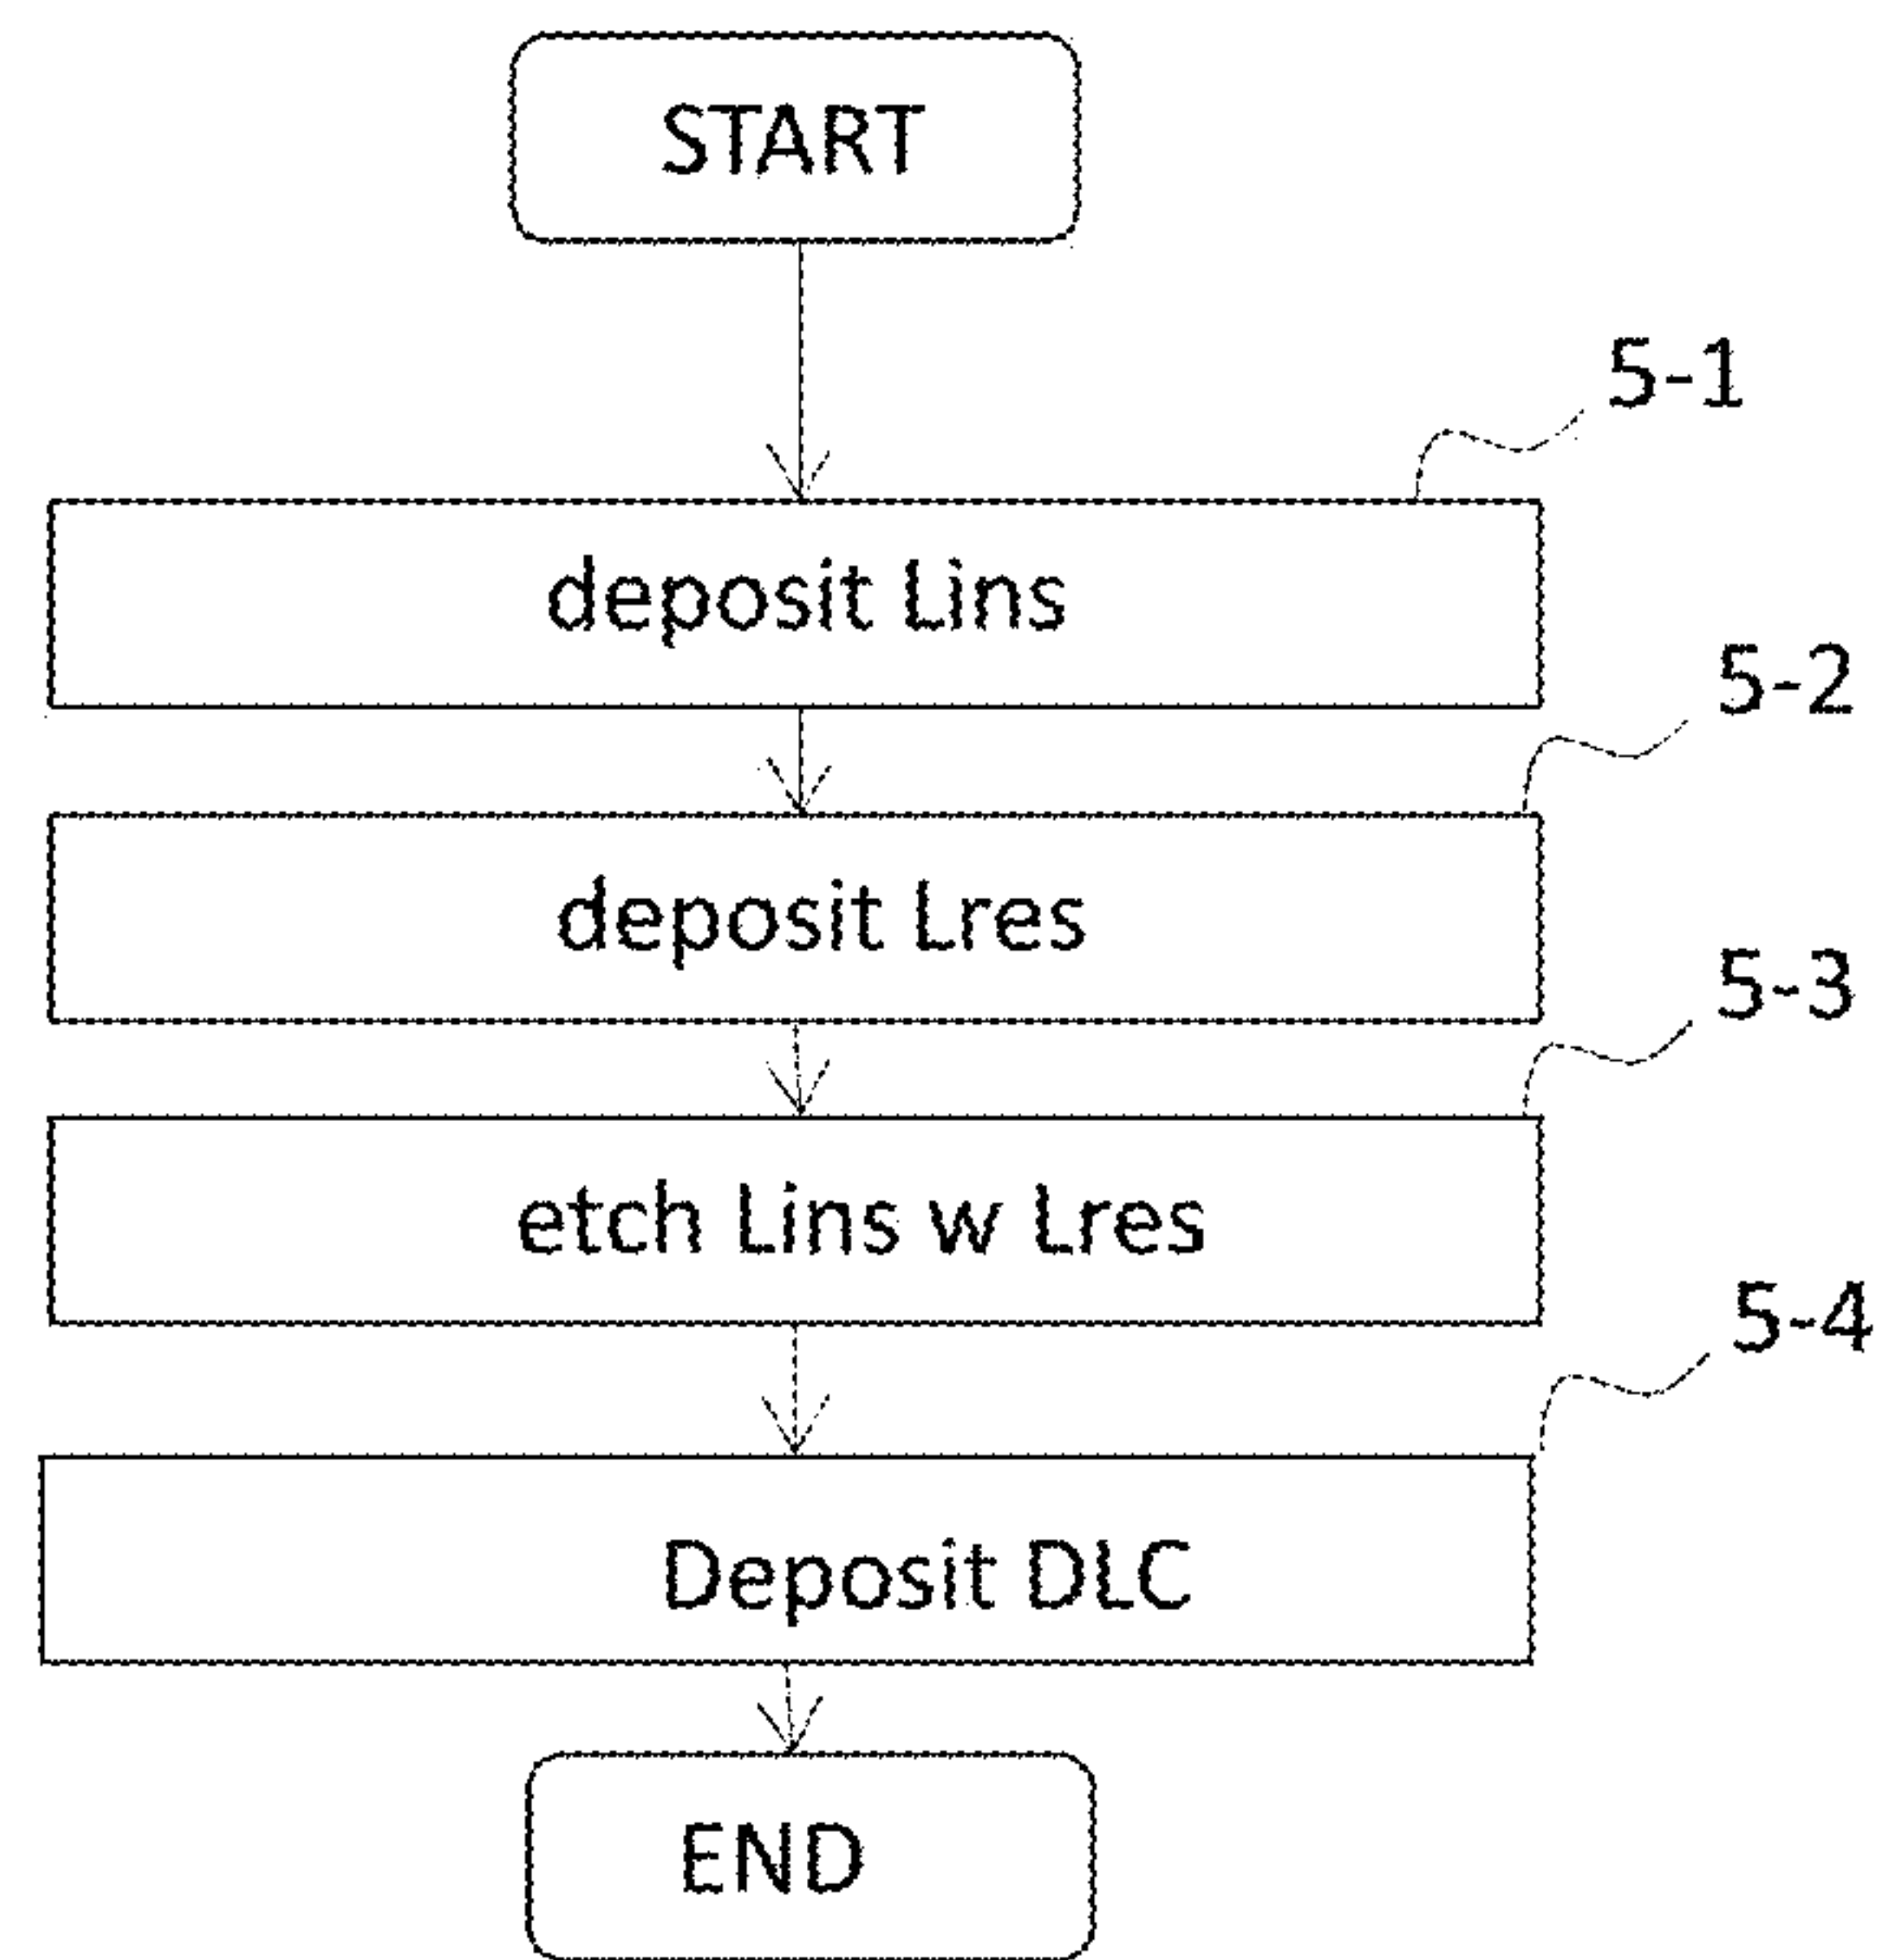 START
5-1
deposit Lins
5-2
deposit Lres
5-3
etch Lins w Lres
5-4
Deposit DLC
END